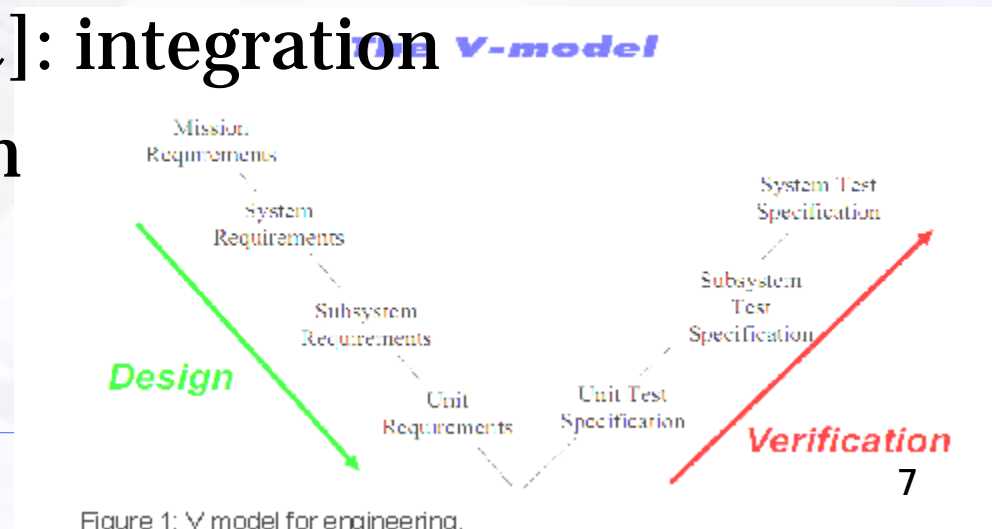 ]: integration
The V-model
n
Mission
Requirements
System
Requirements
Subsystem
Requirements
Unit
Requirements
Design
System Test
Specification
Subsystem
Test
Specification
Unit Test
Specification
Verification
7
Figure 1: V model for engineering.